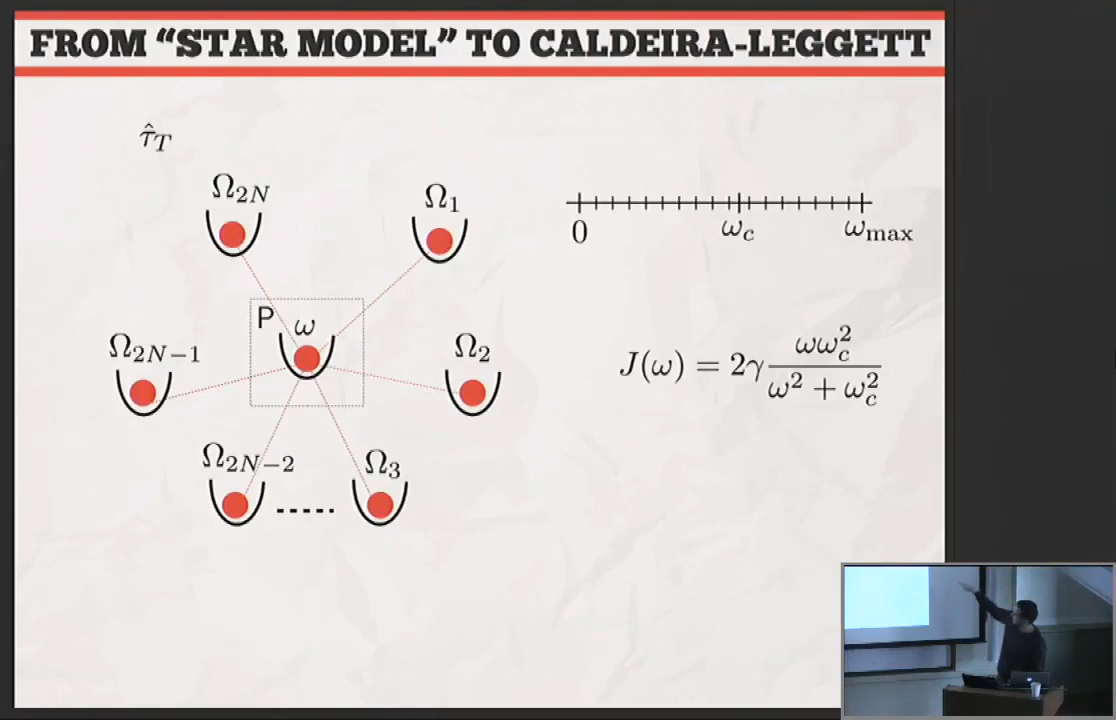 FROM “STAR MODEL” TO CALDEIRA-LEGGETT
τ̂_T
Ω_{2N}
Ω_1
0
ω_c
ω_max
P
ω
Ω_{2N−1}
Ω_2
J(ω) = 2γ ωω_c^2 / (ω^2 + ω_c^2)
Ω_{2N−2}
Ω_3